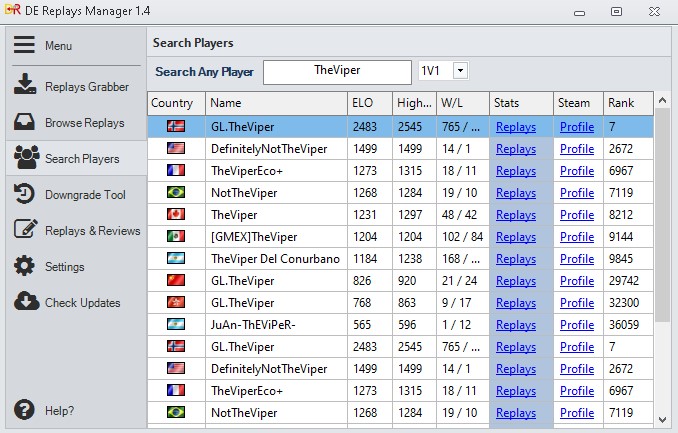 DE Replays Manager 1.4
Menu
Replays Grabber
Browse Replays
Search Players
Downgrade Tool
Replays & Reviews
Settings
Check Updates
Help?
Search Players
Search Any Player TheViper 1V1
Country Name ELO High... W/L Stats Steam Rank
GL.TheViper 2483 2545 765 / ... Replays Profile 7
DefinitelyNotTheViper 1499 1499 14 / 1 Replays Profile 2672
TheViperEco+ 1273 1315 18 / 11 Replays Profile 6967
NotTheViper 1268 1284 19 / 10 Replays Profile 7119
TheViper 1231 1297 48 / 42 Replays Profile 8212
[GMEX]TheViper 1204 1204 102 / 84 Replays Profile 9144
TheViper Del Conurbano 1184 1238 168 / ... Replays Profile 9845
GL.TheViper 826 920 21 / 24 Replays Profile 29742
GL.TheViper 768 863 9 / 17 Replays Profile 32300
JuAn-ThEViPeR- 565 596 1 / 12 Replays Profile 36059
GL.TheViper 2483 2545 765 / ... Replays Profile 7
DefinitelyNotTheViper 1499 1499 14 / 1 Replays Profile 2672
TheViperEco+ 1273 1315 18 / 11 Replays Profile 6967
NotTheViper 1268 1284 19 / 10 Replays Profile 7119